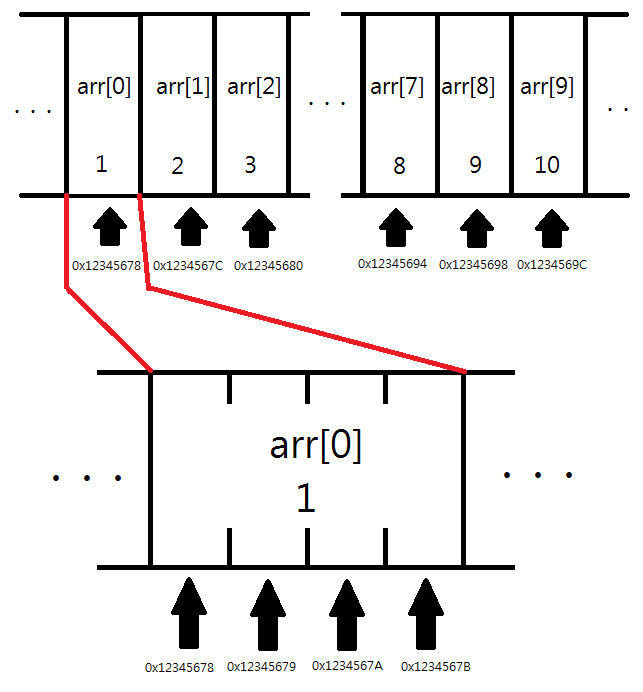 arr[0] arr[1] arr[2] . . . arr[7] arr[8] arr[9]
. . . . .
1 2 3 8 9 10
0x12345678 0x1234567C 0x12345680 0x12345694 0x12345698 0x1234569C
arr[0]
. . . 1 . . .
0x12345678 0x12345679 0x1234567A 0x1234567B